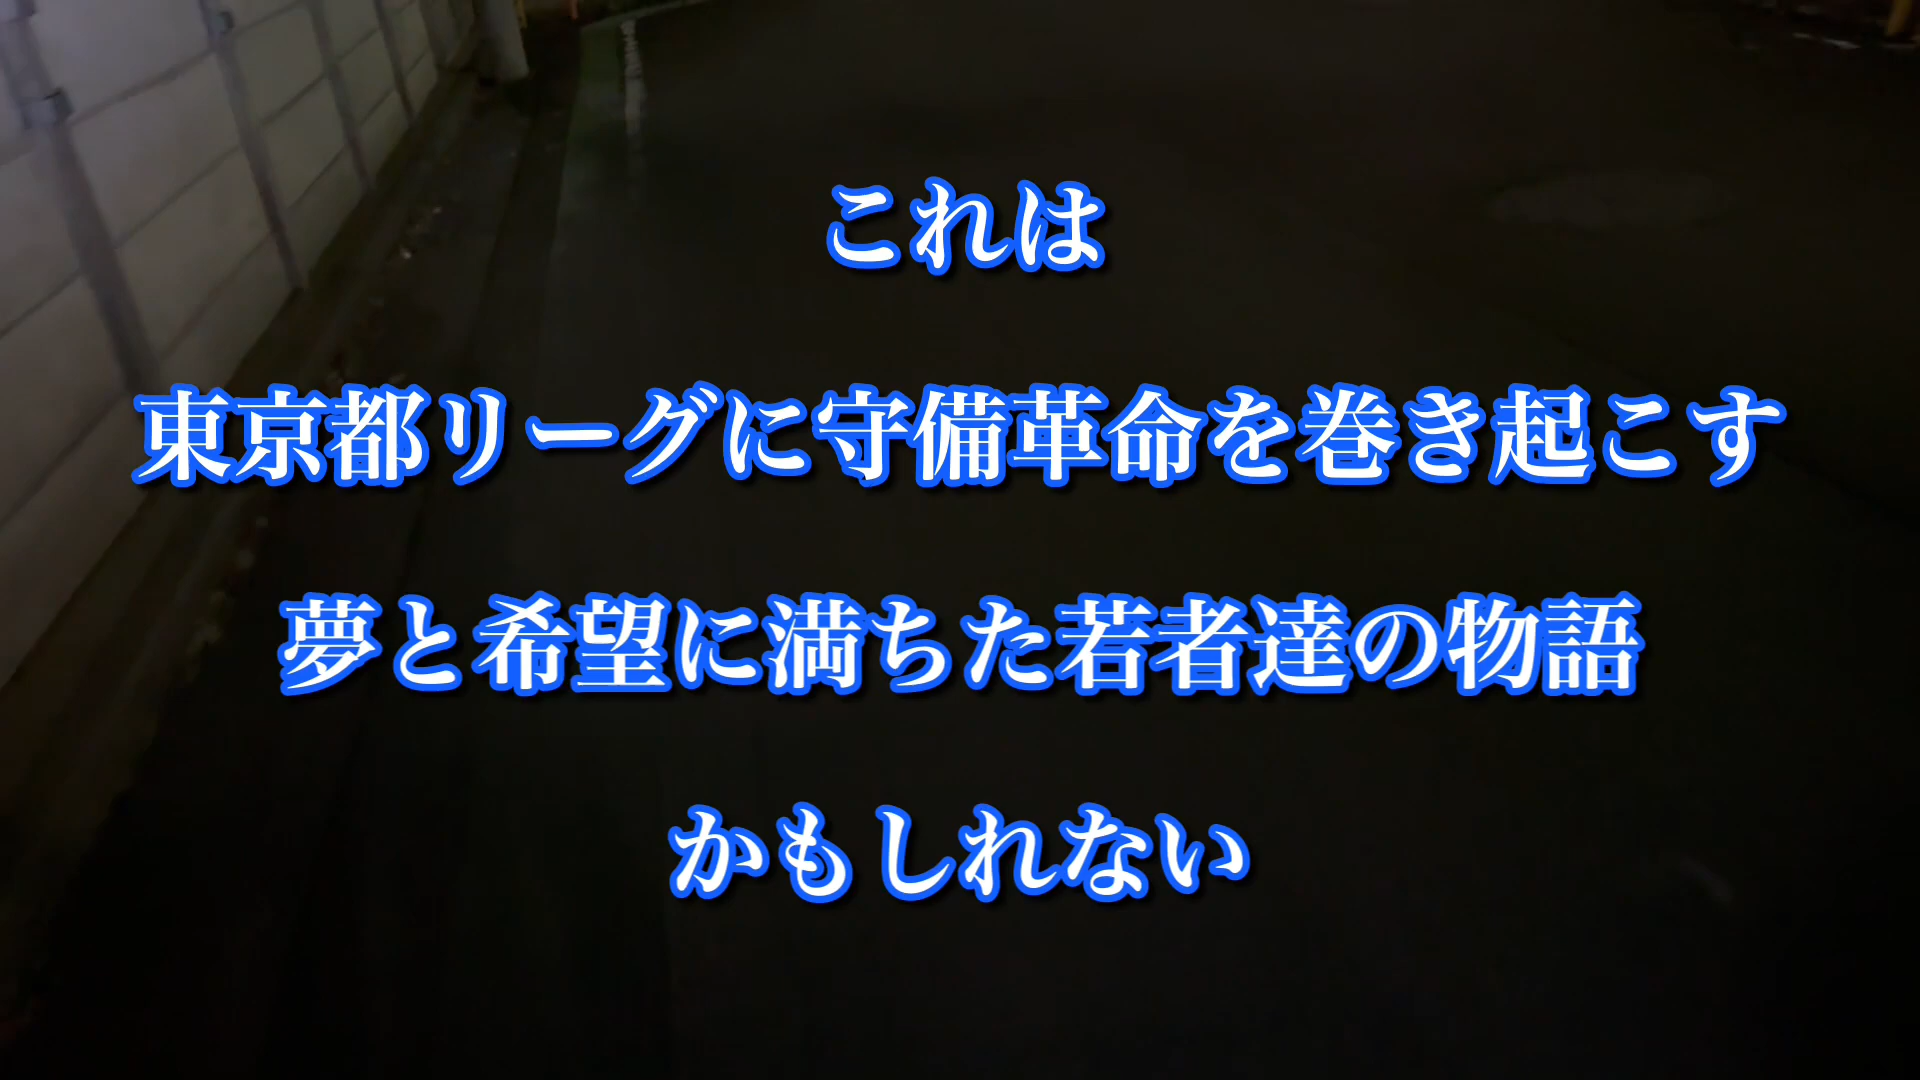 これは
東京都リーグに守備革命を巻き起こす
夢と希望に満ちた若者達の物語
かもしれない